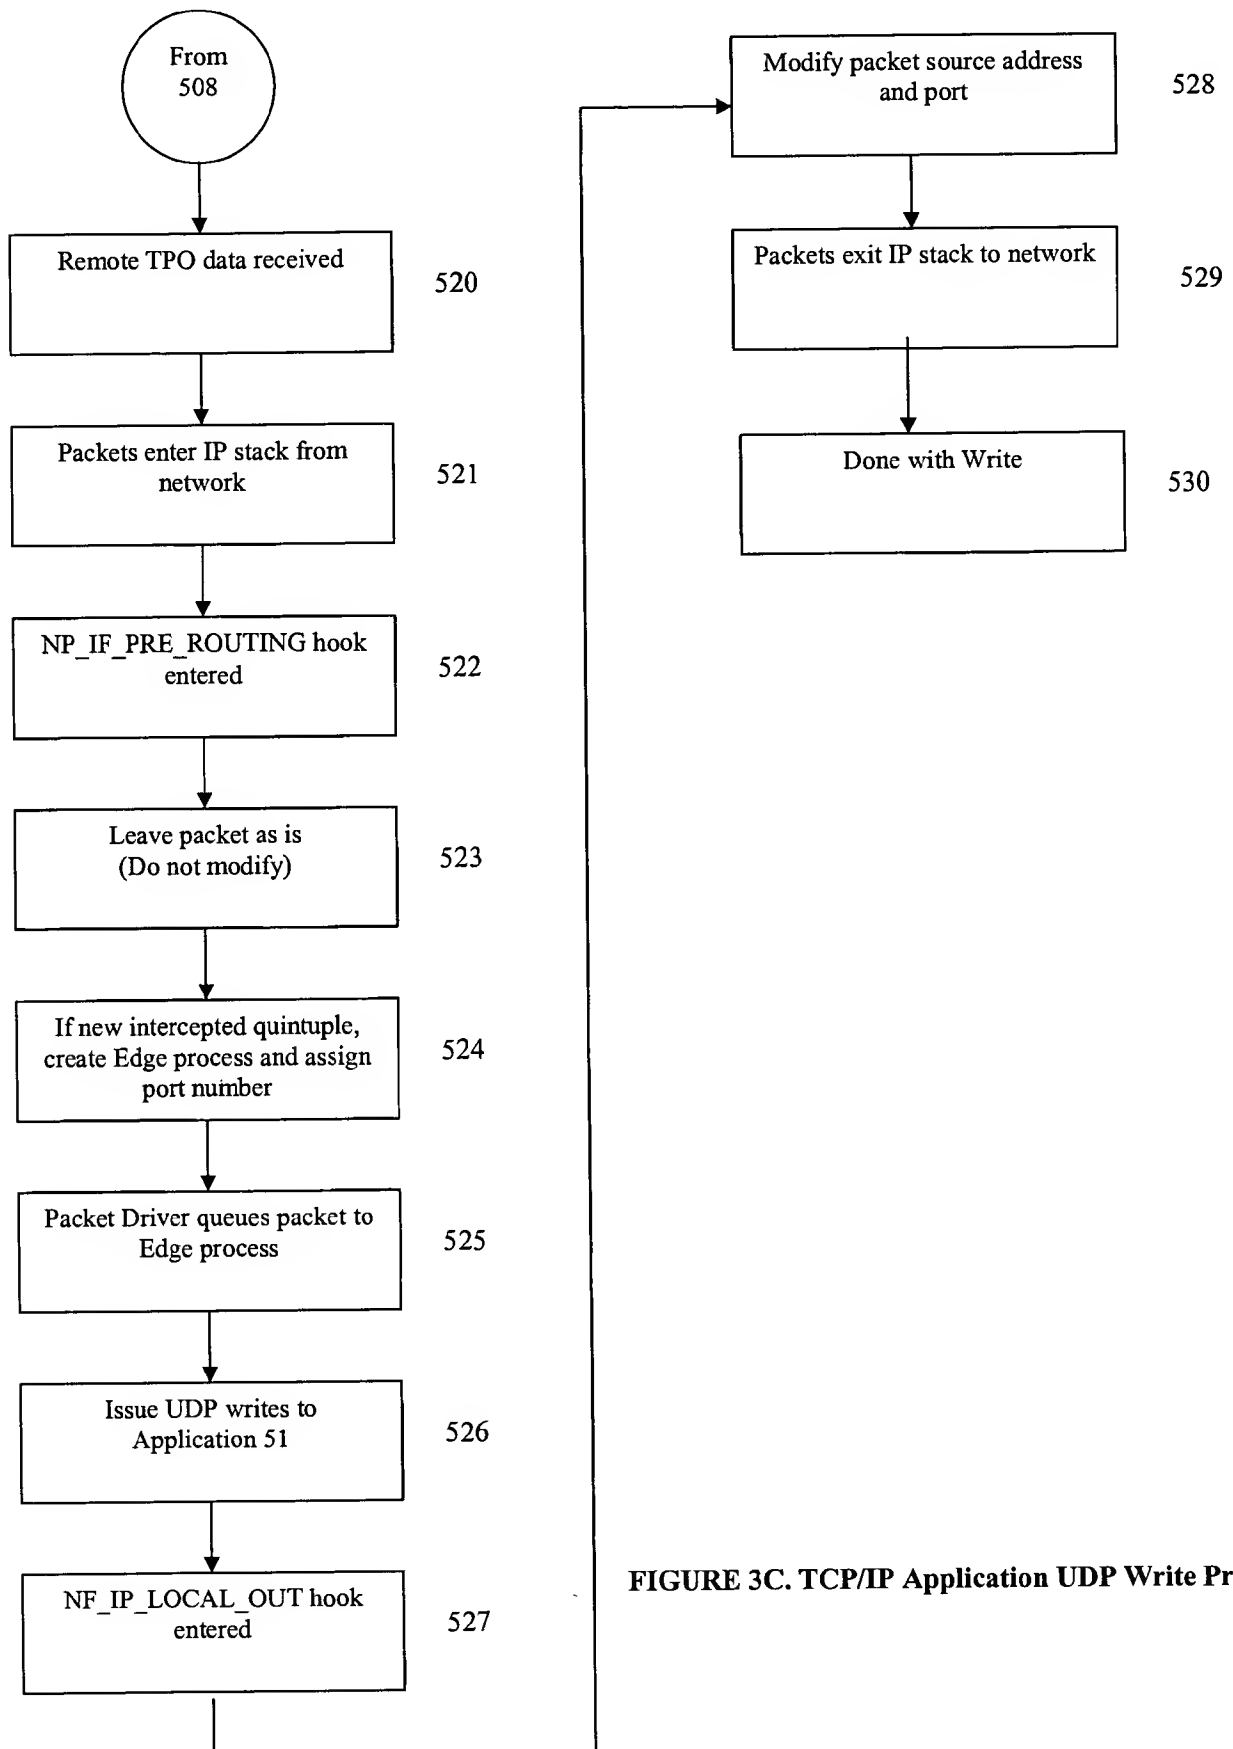 From
508
Remote TPO data received
520
Packets enter IP stack from
network
521
NP_IF_PRE_ROUTING hook
entered
522
Leave packet as is
(Do not modify)
523
If new intercepted quintuple,
create Edge process and assign
port number
524
Packet Driver queues packet to
Edge process
525
Issue UDP writes to
Application 51
526
NF_IP_LOCAL_OUT hook
entered
527
Modify packet source address
and port
528
Packets exit IP stack to network
529
Done with Write
530
FIGURE 3C. TCP/IP Application UDP Write Pr